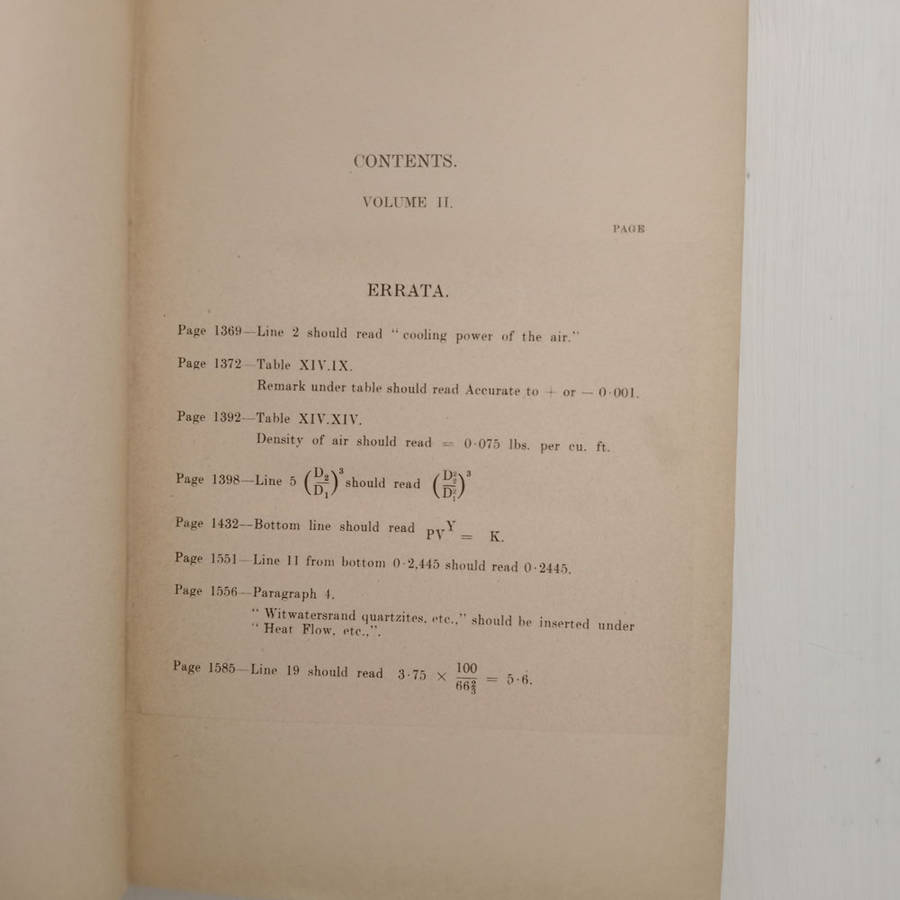 CONTENTS.
VOLUME II.
PAGE
ERRATA.
Page 1369—Line 2 should read “ cooling power of the air.”
Page 1372—Table XIV.IX.
Remark under table should read Accurate to + or — 0·001.
Page 1392—Table XIV.XIV.
Density of air should read = 0·075 lbs. per cu. ft.
Page 1398—Line 5 (D₂/D₁)³ should read (D₂²/D₁²)³
Page 1432—Bottom line should read PVʸ = K.
Page 1551—Line 11 from bottom 0·2,445 should read 0·2445.
Page 1556—Paragraph 4.
“ Witwatersrand quartzites, etc.,” should be inserted under
“ Heat Flow, etc.,”.
Page 1585—Line 19 should read 3·75 × 100/66⅔ = 5·6.